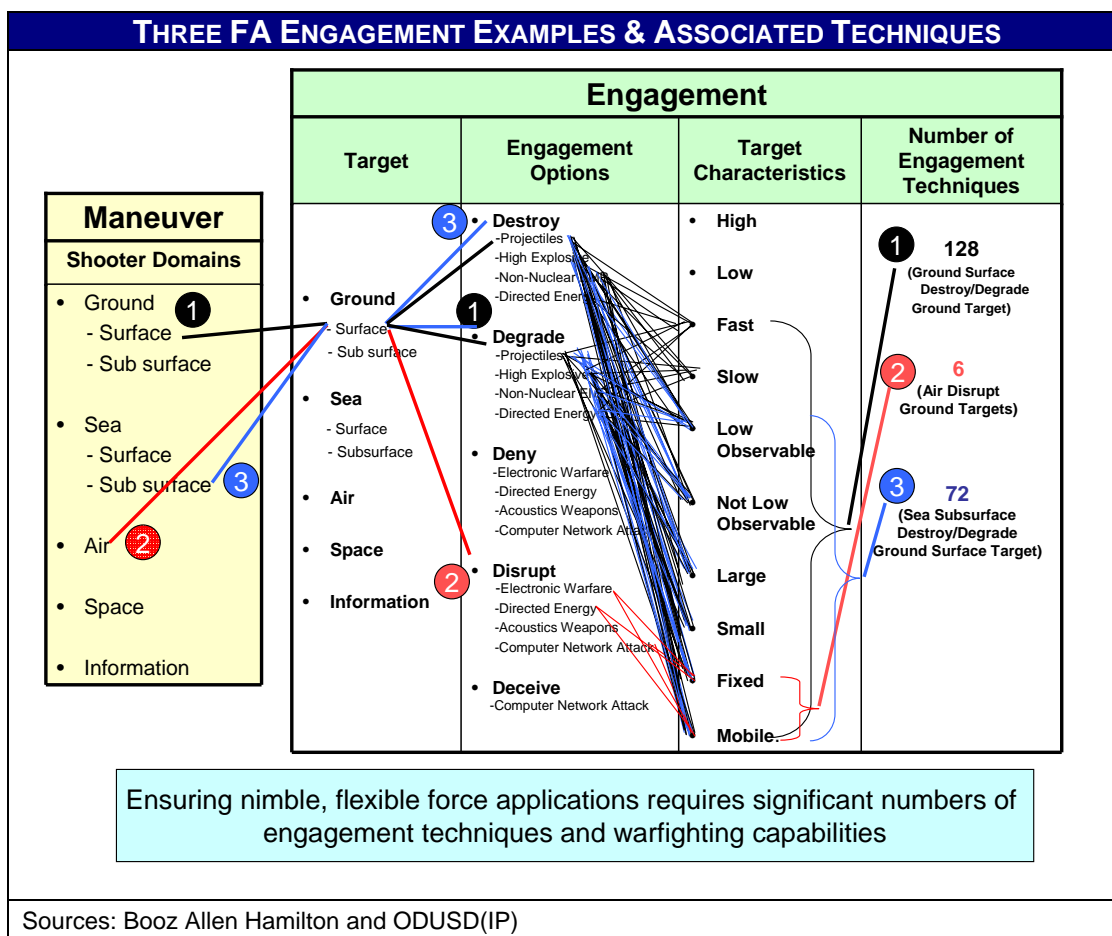 THREE FA ENGAGEMENT EXAMPLES & ASSOCIATED TECHNIQUES
Engagement
Target
Engagement
Options
Target
Characteristics
Number of
Engagement
Techniques
Maneuver
Shooter Domains
• Ground
- Surface
- Sub surface
• Sea
- Surface
- Sub surface
• Air
• Space
• Information
1
3
2
• Ground
- Surface
- Sub surface
• Sea
- Surface
- Subsurface
• Air
• Space
• Information
3
1
2
• Destroy
-Projectiles
-High Explosive
-Non-Nuclear
-Directed Energy
• Degrade
-Projectiles
-High Explosive
-Non-Nuclear
-Directed Energy
• Deny
-Electronic Warfare
-Directed Energy
-Acoustics Weapons
-Computer Network Attack
• Disrupt
-Electronic Warfare
-Directed Energy
-Acoustics Weapons
-Computer Network Attack
• Deceive
-Computer Network Attack
• High
• Low
• Fast
• Slow
• Low
Observable
• Not Low
Observable
• Large
• Small
• Fixed
• Mobile.
1 128
(Ground Surface
Destroy/Degrade
Ground Target)
2 6
(Air Disrupt
Ground Targets)
3 72
(Sea Subsurface
Destroy/Degrade
Ground Surface Target)
Ensuring nimble, flexible force applications requires significant numbers of
engagement techniques and warfighting capabilities
Sources: Booz Allen Hamilton and ODUSD(IP)